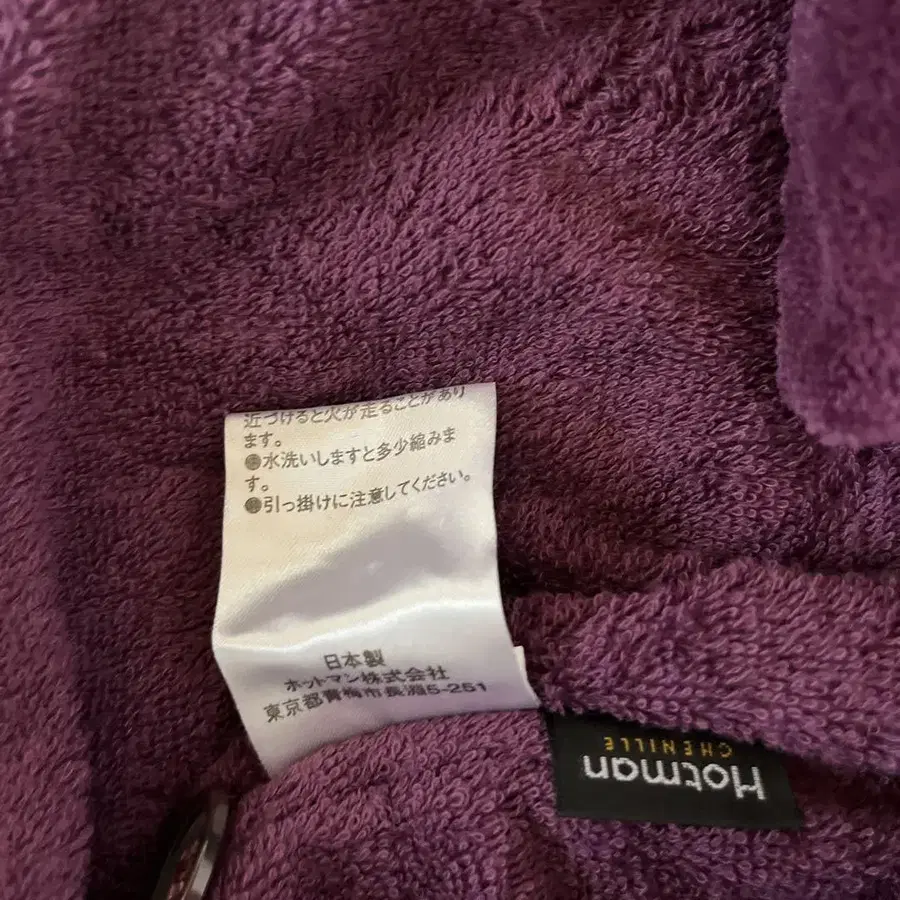 近づけると火が走ることがあり
ます。
●水洗いしますと多少縮みま
す。
●引っ掛けに注意してください。
日本製
ホットマン株式会社
東京都青梅市長淵5-251
Hotman
CHENILLE